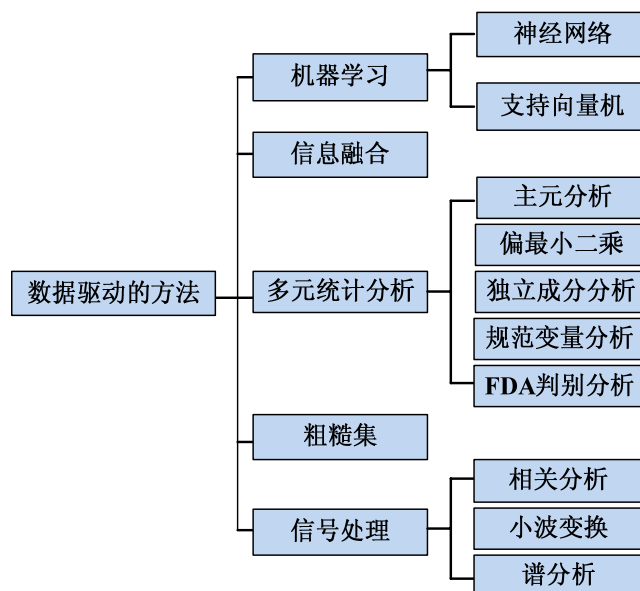 数据驱动的方法
机器学习
神经网络
支持向量机
信息融合
多元统计分析
主元分析
偏最小二乘
独立成分分析
规范变量分析
FDA判别分析
粗糙集
信号处理
相关分析
小波变换
谱分析